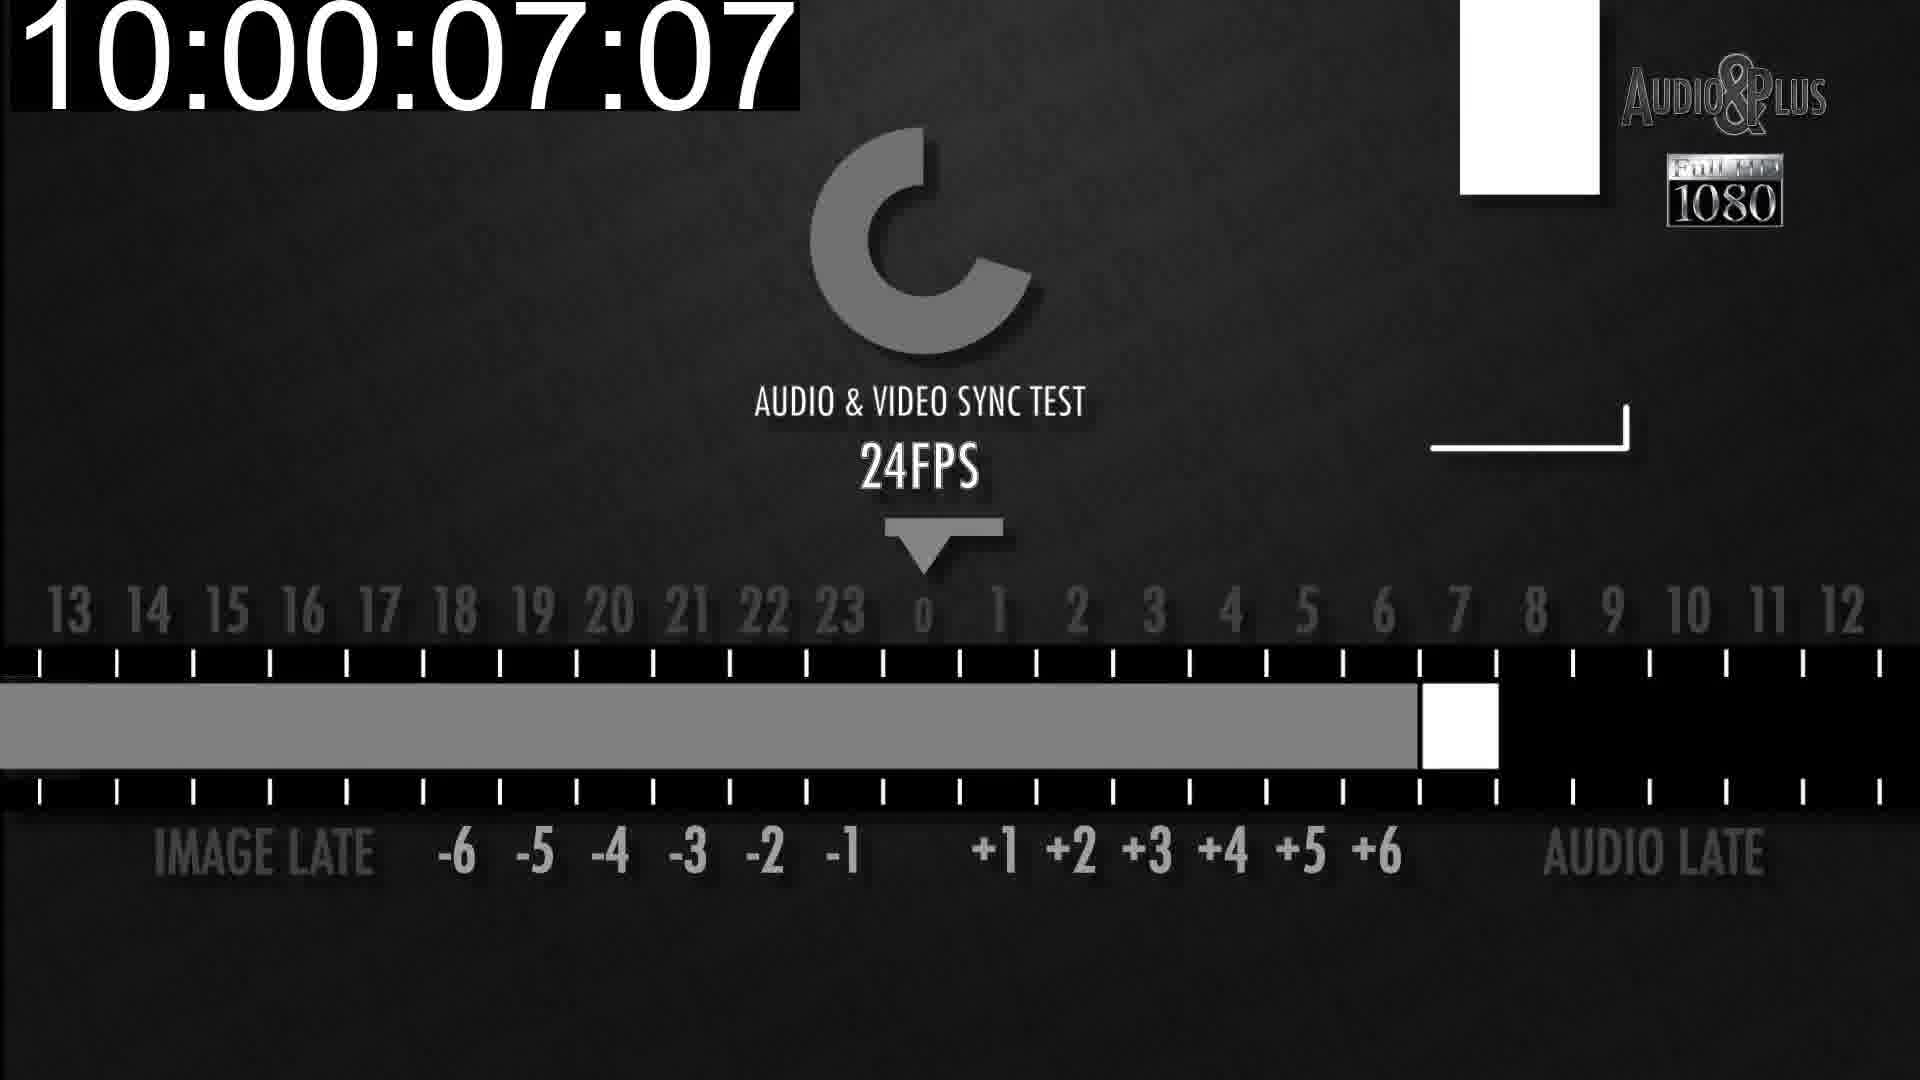 10:00:07:07
AUDIO&PLUS
Full HD
1080
AUDIO & VIDEO SYNC TEST
24FPS
13 14 15 16 17 18 19 20 21 22 23 0 1 2 3 4 5 6 7 8 9 10 11 12
IMAGE LATE -6 -5 -4 -3 -2 -1 +1 +2 +3 +4 +5 +6 AUDIO LATE